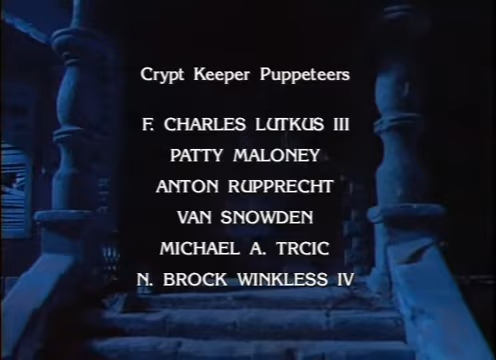 Crypt Keeper Puppeteers
F. CHARLES LUTKUS III
PATTY MALONEY
ANTON RUPPRECHT
VAN SNOWDEN
MICHAEL A. TRCIC
N. BROCK WINKLESS IV